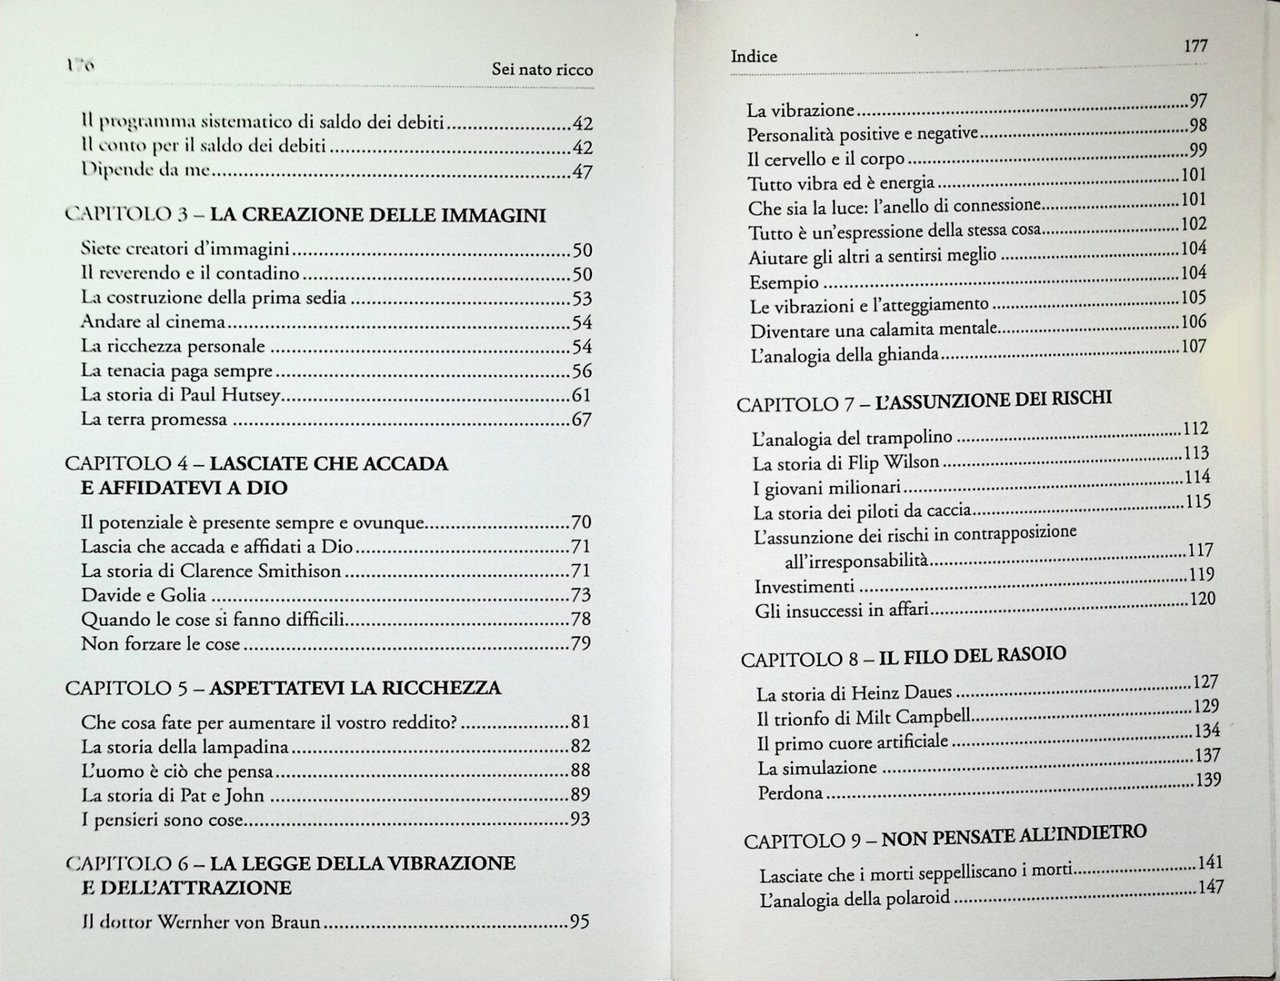 176
Sei nato ricco
Il programma sistematico di saldo dei debiti......................42
Il conto per il saldo dei debiti..........................................42
Dipende da me..............................................................47
CAPITOLO 3 – LA CREAZIONE DELLE IMMAGINI
Siete creatori d'immagini................................................50
Il reverendo e il contadino..............................................50
La costruzione della prima sedia......................................53
Andare al cinema...........................................................54
La ricchezza personale....................................................54
La tenacia paga sempre...................................................56
La storia di Paul Hutsey..................................................61
La terra promessa..........................................................67
CAPITOLO 4 – LASCIATE CHE ACCADA
E AFFIDATEVI A DIO
Il potenziale è presente sempre e ovunque.........................70
Lascia che accada e affidati a Dio.....................................71
La storia di Clarence Smithison.......................................71
Davide e Golia..............................................................73
Quando le cose si fanno difficili.......................................78
Non forzare le cose........................................................79
CAPITOLO 5 – ASPETTATEVI LA RICCHEZZA
Che cosa fate per aumentare il vostro reddito?...................81
La storia della lampadina................................................82
L'uomo è ciò che pensa...................................................88
La storia di Pat e John....................................................89
I pensieri sono cose........................................................93
CAPITOLO 6 – LA LEGGE DELLA VIBRAZIONE
E DELL'ATTRAZIONE
Il dottor Wernher von Braun...........................................95
Indice
177
La vibrazione................................................................97
Personalità positive e negative.........................................98
Il cervello e il corpo.......................................................99
Tutto vibra ed è energia.................................................101
Che sia la luce: l'anello di connessione..............................101
Tutto è un'espressione della stessa cosa.............................102
Aiutare gli altri a sentirsi meglio......................................104
Esempio.......................................................................104
Le vibrazioni e l'atteggiamento........................................105
Diventare una calamita mentale.......................................106
L'analogia della ghianda.................................................107
CAPITOLO 7 – L'ASSUNZIONE DEI RISCHI
L'analogia del trampolino...............................................112
La storia di Flip Wilson..................................................113
I giovani milionari.........................................................114
La storia dei piloti da caccia............................................115
L'assunzione dei rischi in contrapposizione
all'irresponsabilità.........................................................117
Investimenti.................................................................119
Gli insuccessi in affari....................................................120
CAPITOLO 8 – IL FILO DEL RASOIO
La storia di Heinz Daues................................................127
Il trionfo di Milt Campbell..............................................129
Il primo cuore artificiale.................................................134
La simulazione..............................................................137
Perdona.......................................................................139
CAPITOLO 9 – NON PENSATE ALL'INDIETRO
Lasciate che i morti seppelliscano i morti..........................141
L'analogia della polaroid................................................147